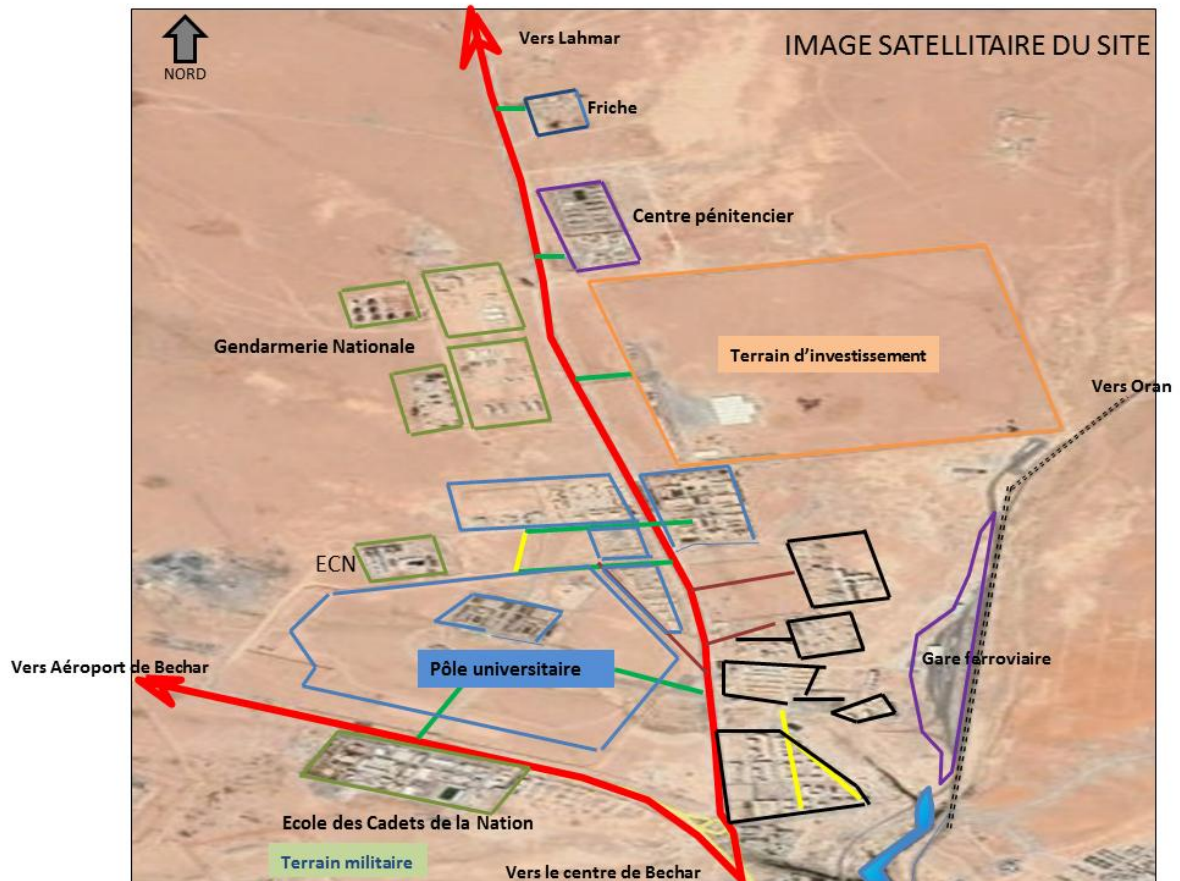 IMAGE SATELLITAIRE DU SITE
NORD
Vers Lahmar
Friche
Centre pénitencier
Gendarmerie Nationale
Terrain d'investissement
Vers Oran
ECN
Vers Aéroport de Bechar
Pôle universitaire
Gare ferroviaire
Ecole des Cadets de la Nation
Terrain militaire
Vers le centre de Bechar